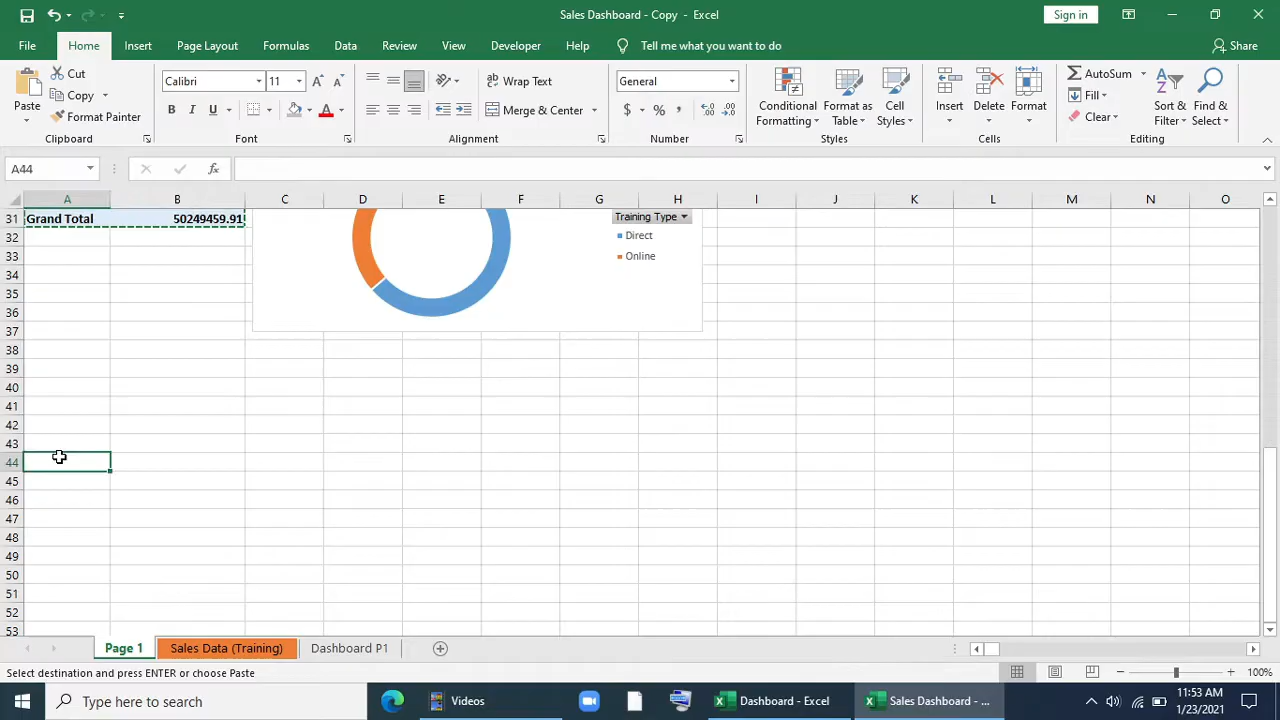 Sales Dashboard - Copy - Excel
Sign in
File Home Insert Page Layout Formulas Data Review View Developer Help Tell me what you want to do Share
Paste
Cut
Copy
Format Painter
Clipboard
Calibri 11
B I U
Font
Wrap Text
Merge & Center
Alignment
General
$ %
Number
Conditional Formatting
Format as Table
Cell Styles
Styles
Insert
Delete
Format
Cells
AutoSum
Fill
Clear
Sort & Filter
Find & Select
Editing
A44
fx
A B C D E F G H I J K L M N O
31 Grand Total 50249459.91
Training Type
32
Direct
33
Online
34
35
36
37
38
39
40
41
42
43
44
45
46
47
48
49
50
51
52
53
Page 1 Sales Data (Training) Dashboard P1
Select destination and press ENTER or choose Paste
100%
Type here to search
Videos
Dashboard - Excel
Sales Dashboard - ...
11:53 AM
1/23/2021